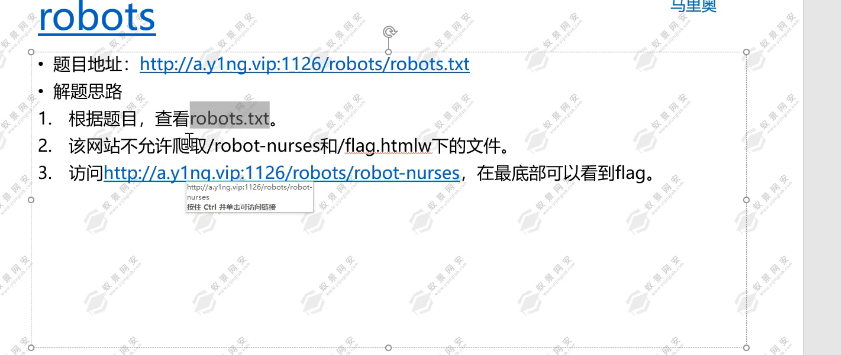 robots
马里奥
• 题目地址：http://a.y1ng.vip:1126/robots/robots.txt
• 解题思路
1. 根据题目，查看robots.txt。
2. 该网站不允许爬取/robot-nurses和/flag.htmlw下的文件。
3. 访问http://a.y1ng.vip:1126/robots/robot-nurses，在最底部可以看到flag。
http://a.y1ng.vip:1126/robots/robot-
nurses
按住 Ctrl 并单击可访问链接
蚁景网安